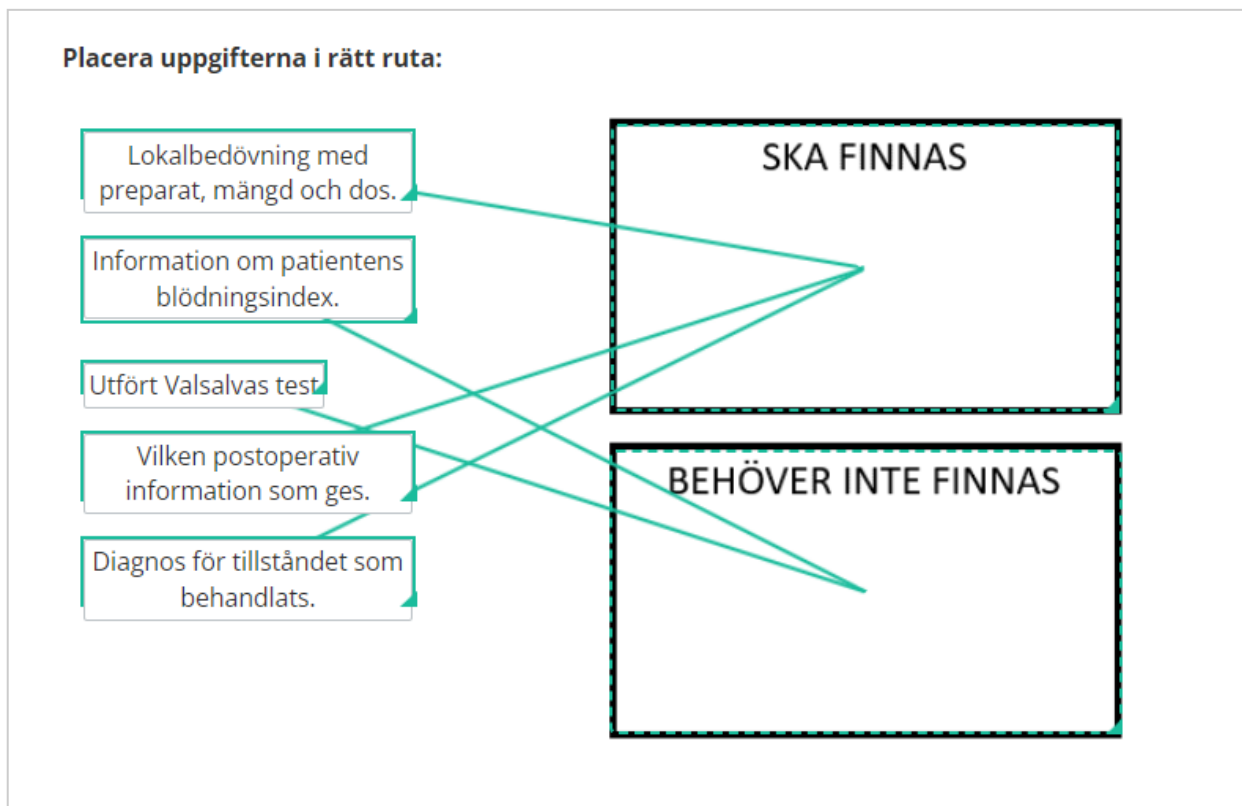 Placera uppgifterna i rätt ruta:
Lokalbedövning med
preparat, mängd och dos.
Information om patientens
blödningsindex.
Utfört Valsalvas test
Vilken postoperativ
information som ges.
Diagnos för tillståndet som
behandlats.
SKA FINNAS
BEHÖVER INTE FINNAS